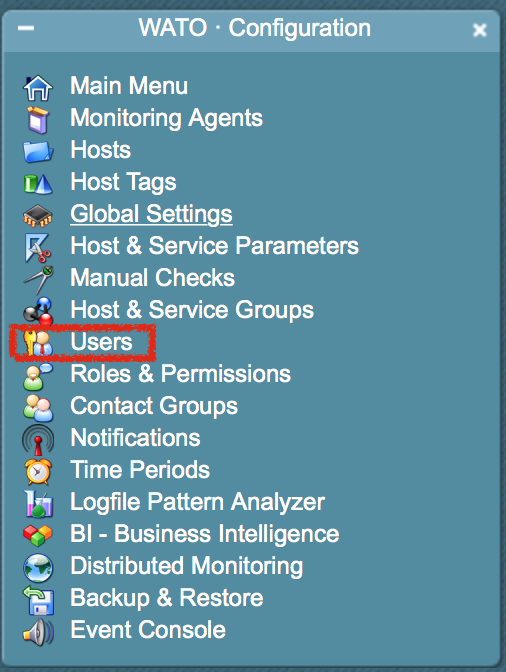 WATO · Configuration
Main Menu
Monitoring Agents
Hosts
Host Tags
Global Settings
Host & Service Parameters
Manual Checks
Host & Service Groups
Users
Roles & Permissions
Contact Groups
Notifications
Time Periods
Logfile Pattern Analyzer
BI - Business Intelligence
Distributed Monitoring
Backup & Restore
Event Console